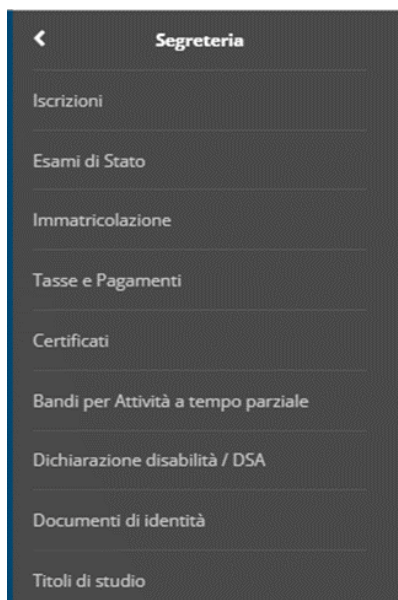 Segreteria
Iscrizioni
Esami di Stato
Immatricolazione
Tasse e Pagamenti
Certificati
Bandi per Attività a tempo parziale
Dichiarazione disabilità / DSA
Documenti di identità
Titoli di studio